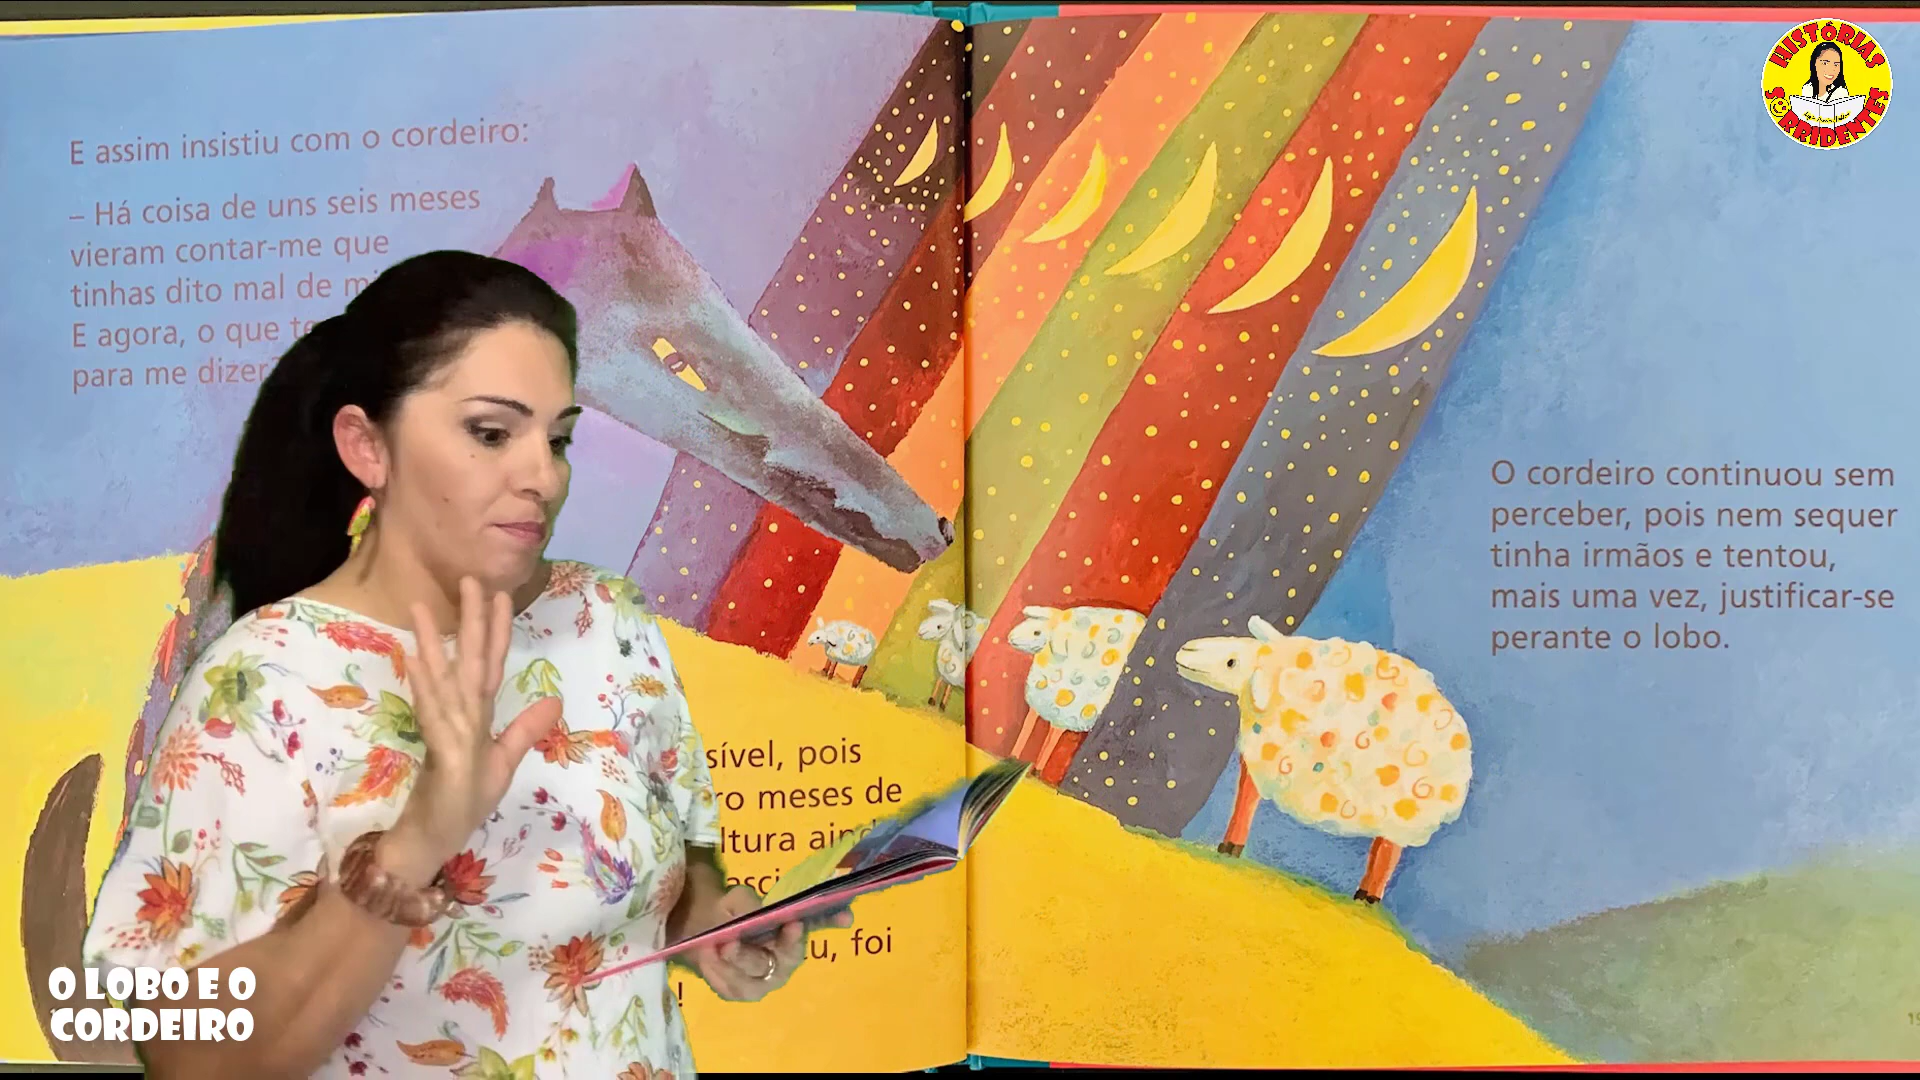 E assim insistiu com o cordeiro:
– Há coisa de uns seis meses
vieram contar-me que
tinhas dito mal de
E agora, o que
para me dizer
pois
meses de
foi
!
O cordeiro continuou sem
perceber, pois nem sequer
tinha irmãos e tentou,
mais uma vez, justificar-se
perante o lobo.
HISTÓRIAS
SORRIDENTES
O LOBO E O
CORDEIRO